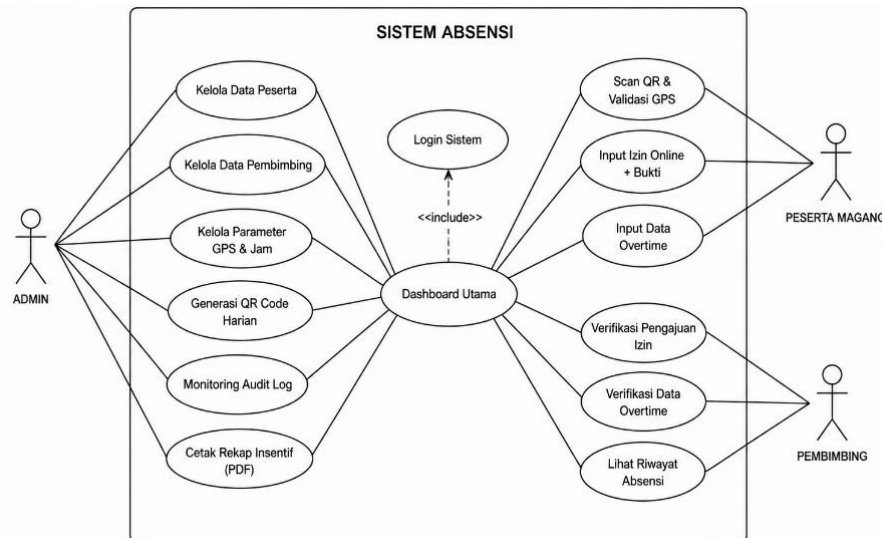 SISTEM ABSENSI
Kelola Data Peserta
Kelola Data Pembimbing
Kelola Parameter
GPS & Jam
Generasi QR Code
Harian
Monitoring Audit Log
Cetak Rekap Insentif
(PDF)
ADMIN
Login Sistem
<<include>>
Dashboard Utama
Scan QR &
Validasi GPS
Input Izin Online
+ Bukti
Input Data
Overtime
Verifikasi Pengajuan
Izin
Verifikasi Data
Overtime
Lihat Riwayat
Absensi
PESERTA MAGANG
PEMBIMBING